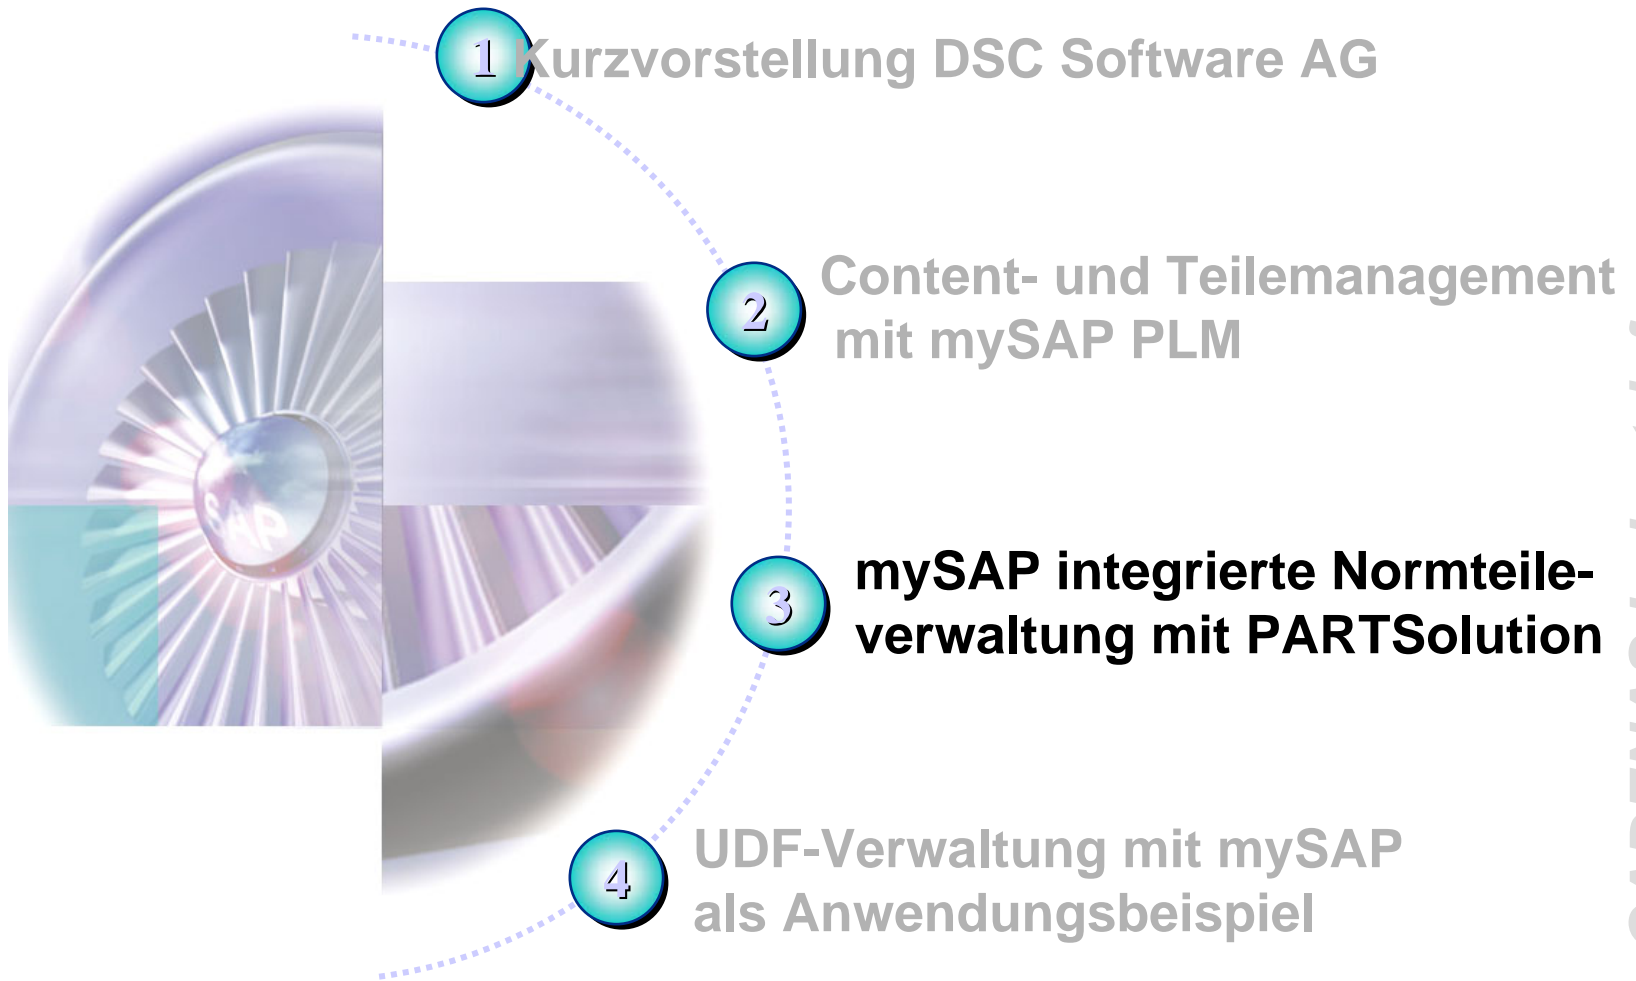 1 Kurzvorstellung DSC Software AG
2 Content- und Teilemanagement
mit mySAP PLM
SAP
3 mySAP integrierte Normteile-
verwaltung mit PARTSolution
4 UDF-Verwaltung mit mySAP
als Anwendungsbeispiel